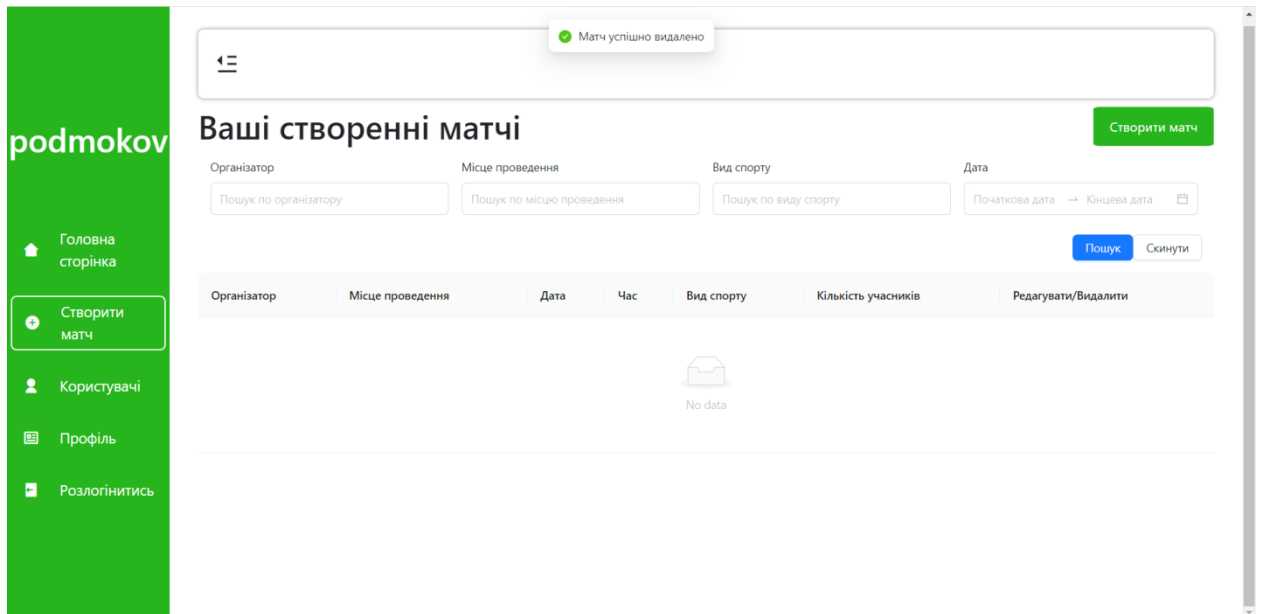 Матч успішно видалено
podmokov
Головна
сторінка
Створити
матч
Користувачі
Профіль
Розлогінитись
Ваші створенні матчі
Створити матч
Організатор
Місце проведення
Вид спорту
Дата
Пошук по організатору
Пошук по місцю проведення
Пошук по виду спорту
Початкова дата
Кінцева дата
Пошук
Скинути
Організатор
Місце проведення
Дата
Час
Вид спорту
Кількість учасників
Редагувати/Видалити
No data